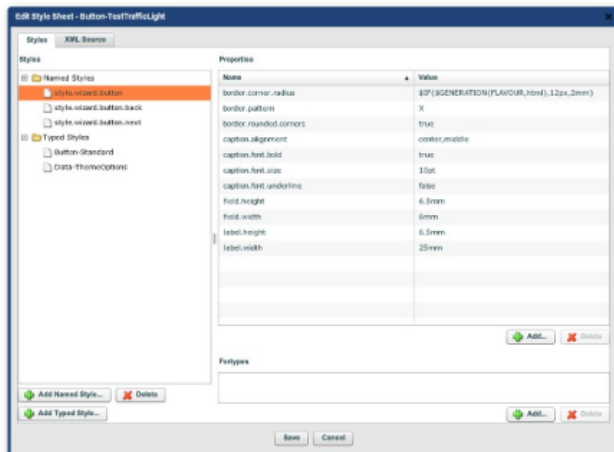 Edit Style Sheet - Button-TestTrafficLight
Styles
XML Source
Styles
Named Styles
style.wizard.button
style.wizard.button.back
style.wizard.button.next
Typed Styles
Button-Standard
Data-ThemeOptions
Add Named Style...
Delete
Add Typed Style...
Properties
Name Value
border.corner.radius $IF($GENERATION(FLAVOUR,html),12px,2mm)
border.pattern X
border.rounded.corners true
caption.alignment center,middle
caption.font.bold true
caption.font.size 10pt
caption.font.underline false
field.height 6.5mm
field.width 6mm
label.height 6.5mm
label.width 25mm
Add... Delete
Fortypes
Add... Delete
Save Cancel